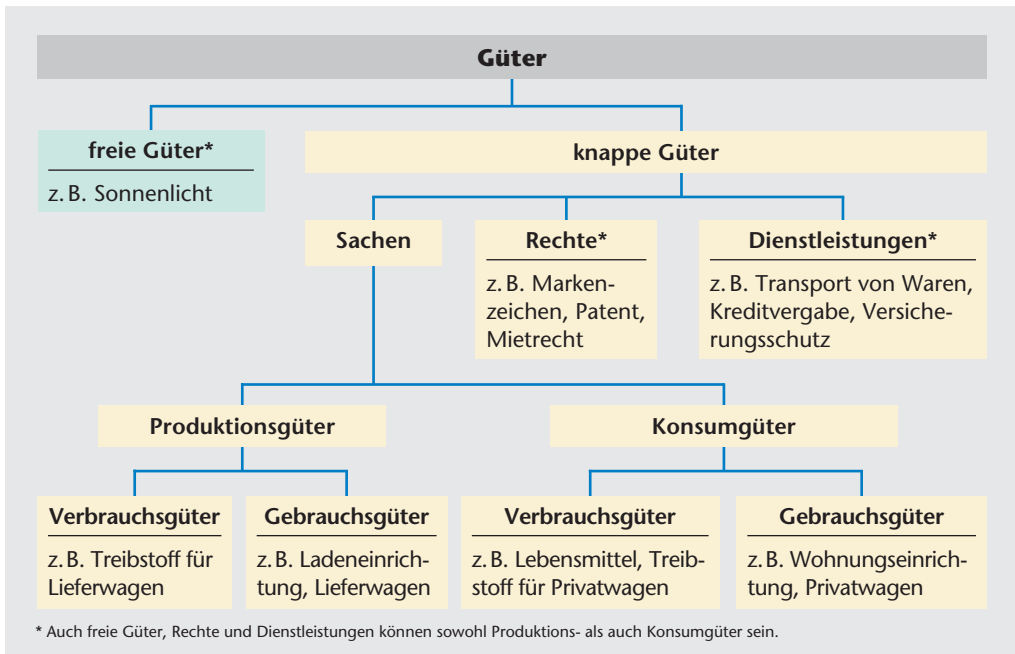 Güter
freie Güter*
z. B. Sonnenlicht
knappe Güter
Sachen
Rechte*
z. B. Marken-
zeichen, Patent,
Mietrecht
Dienstleistungen*
z. B. Transport von Waren,
Kreditvergabe, Versiche-
rungsschutz
Produktionsgüter
Konsumgüter
Verbrauchsgüter
z. B. Treibstoff für
Lieferwagen
Gebrauchsgüter
z. B. Ladeneinrich-
tung, Lieferwagen
Verbrauchsgüter
z. B. Lebensmittel, Treib-
stoff für Privatwagen
Gebrauchsgüter
z. B. Wohnungseinrich-
tung, Privatwagen
* Auch freie Güter, Rechte und Dienstleistungen können sowohl Produktions- als auch Konsumgüter sein.